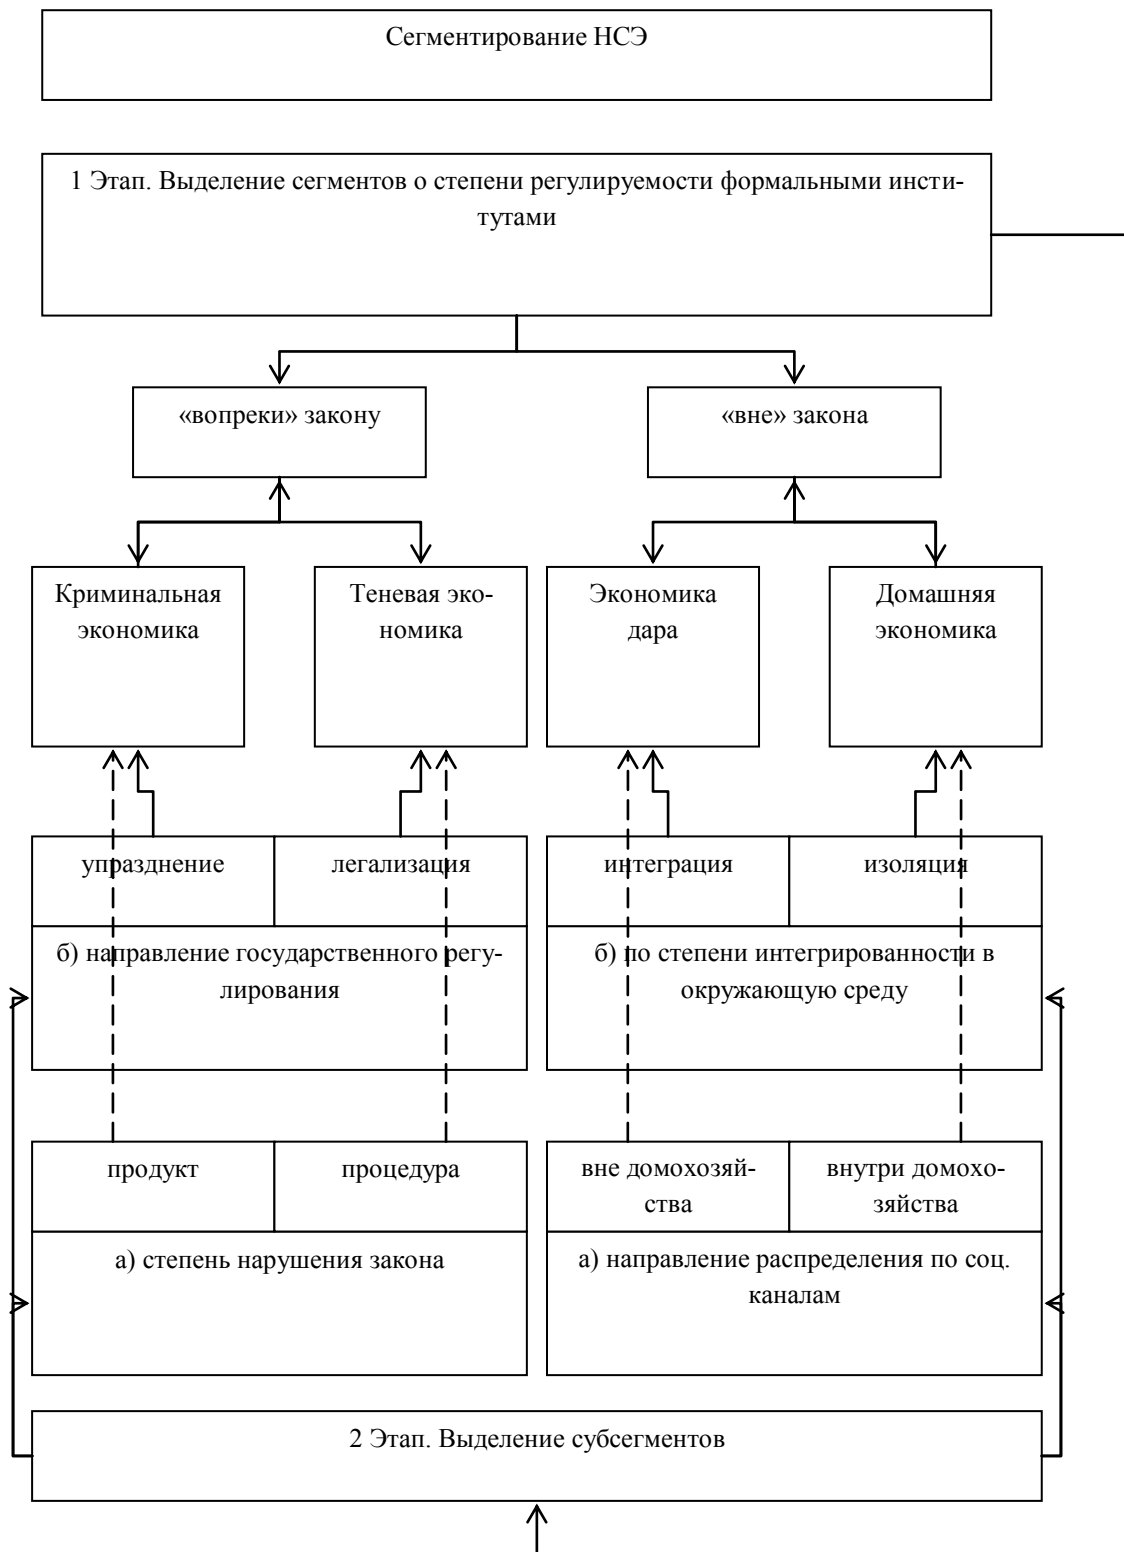 Сегментирование НСЭ
1 Этап. Выделение сегментов о степени регулируемости формальными инсти-
тутами
«вопреки» закону
«вне» закона
Криминальная
экономика
Теневая эко-
номика
Экономика
дара
Домашняя
экономика
упразднение
легализация
интеграция
изоляция
б) направление государственного регу-
лирования
б) по степени интегрированности в
окружающую среду
продукт
процедура
вне домохозяй-
ства
внутри домохо-
зяйства
а) степень нарушения закона
а) направление распределения по соц.
каналам
2 Этап. Выделение субсегментов